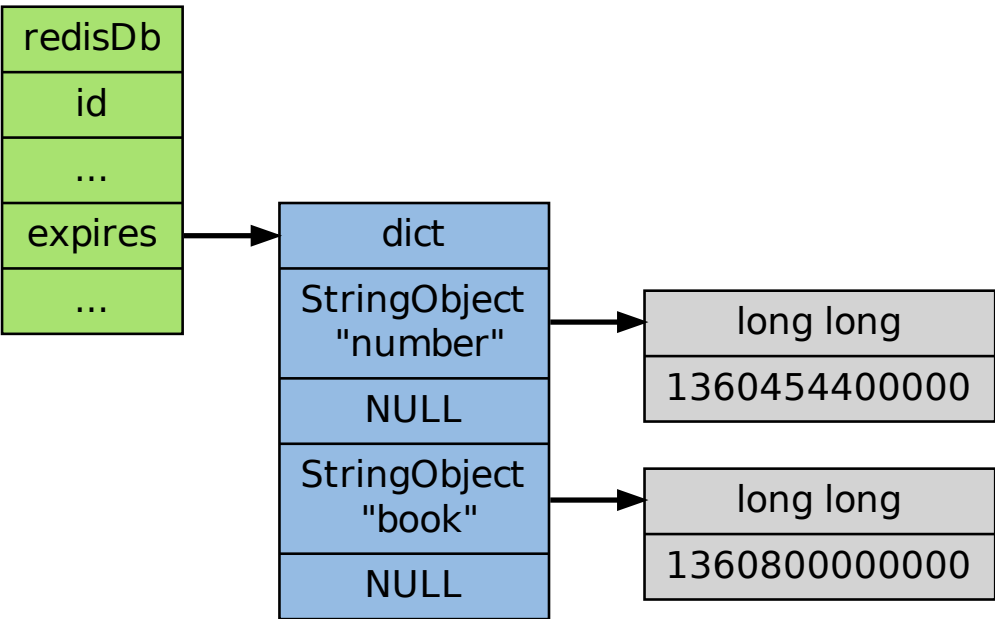 redisDb
id
...
expires
...
dict
StringObject
"number"
NULL
StringObject
"book"
NULL
long long
1360454400000
long long
1360800000000